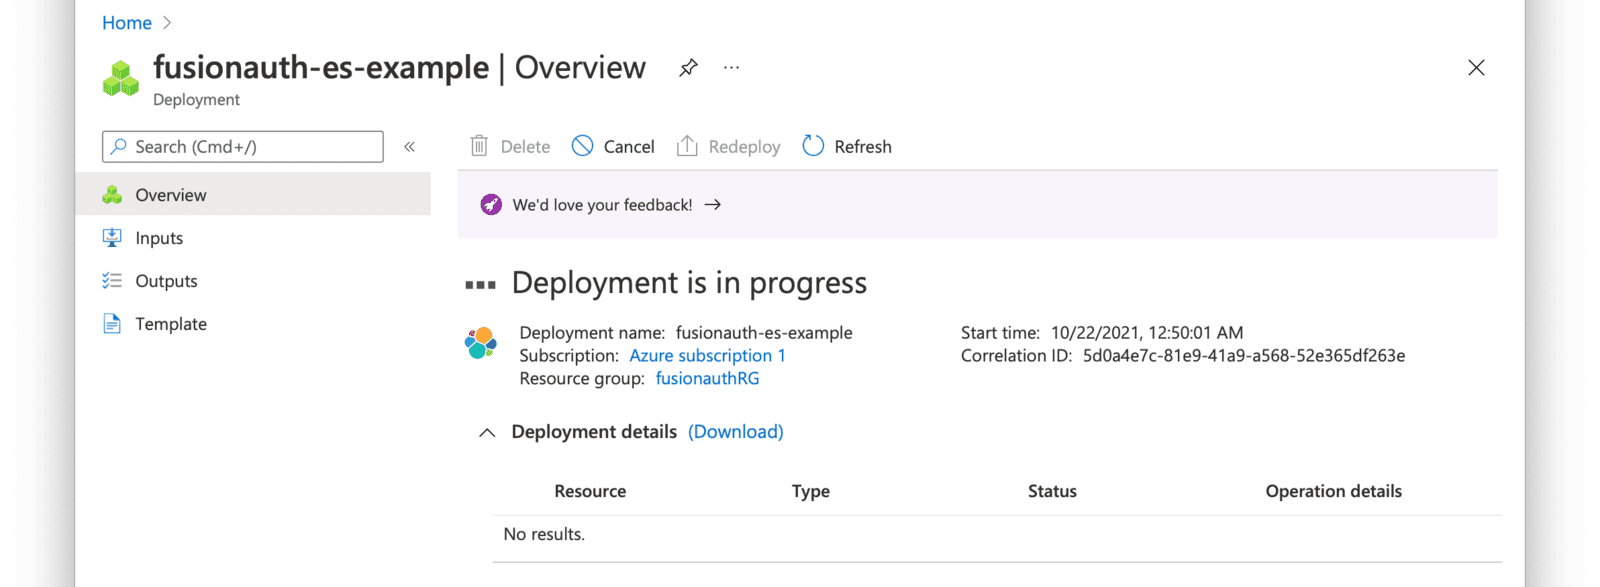 Home
fusionauth-es-example | Overview
Deployment
Search (Cmd+/)
Delete Cancel Redeploy Refresh
Overview
Inputs
Outputs
Template
We'd love your feedback!
Deployment is in progress
Deployment name: fusionauth-es-example
Subscription: Azure subscription 1
Resource group: fusionauthRG
Start time: 10/22/2021, 12:50:01 AM
Correlation ID: 5d0a4e7c-81e9-41a9-a568-52e365df263e
Deployment details (Download)
Resource Type Status Operation details
No results.